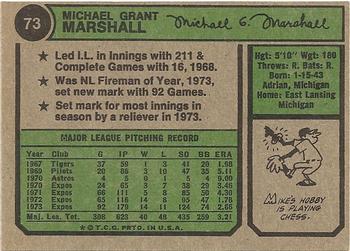 73
MICHAEL GRANT
MARSHALL
Michael G. Marshall
★ Led I.L. in Innings with 211 &
Complete Games with 16, 1968.
★ Was NL Fireman of Year, 1973,
set new mark with 92 Games.
★ Set mark for most innings in
season by a reliever in 1973.
Hgt: 5'10" Wgt: 180
Throws: R. Bats: R.
Born: 1-15-43
Adrian, Michigan
Home: East Lansing
Michigan
MAJOR LEAGUE PITCHING RECORD
Year Club G IP W L SO BB ERA
1967 Tigers 37 59 1 3 41 20 1.98
1969 Pilots 20 88 3 10 47 35 5.11
1970 Astros 4 5 0 1 5 4
1970 Expos 24 65 3 7 38 29 3.46
1971 Expos 66 111 5 8 85 50 4.30
1972 Expos 65 116 14 8 95 47 1.78
1973 Expos 92 179 14 11 124 75 2.66
Maj. Lea. Tot. 308 623 40 48 435 259 3.21
MIKE'S HOBBY
IS PLAYING
CHESS.
© T.C.G. PRTD. IN U.S.A.